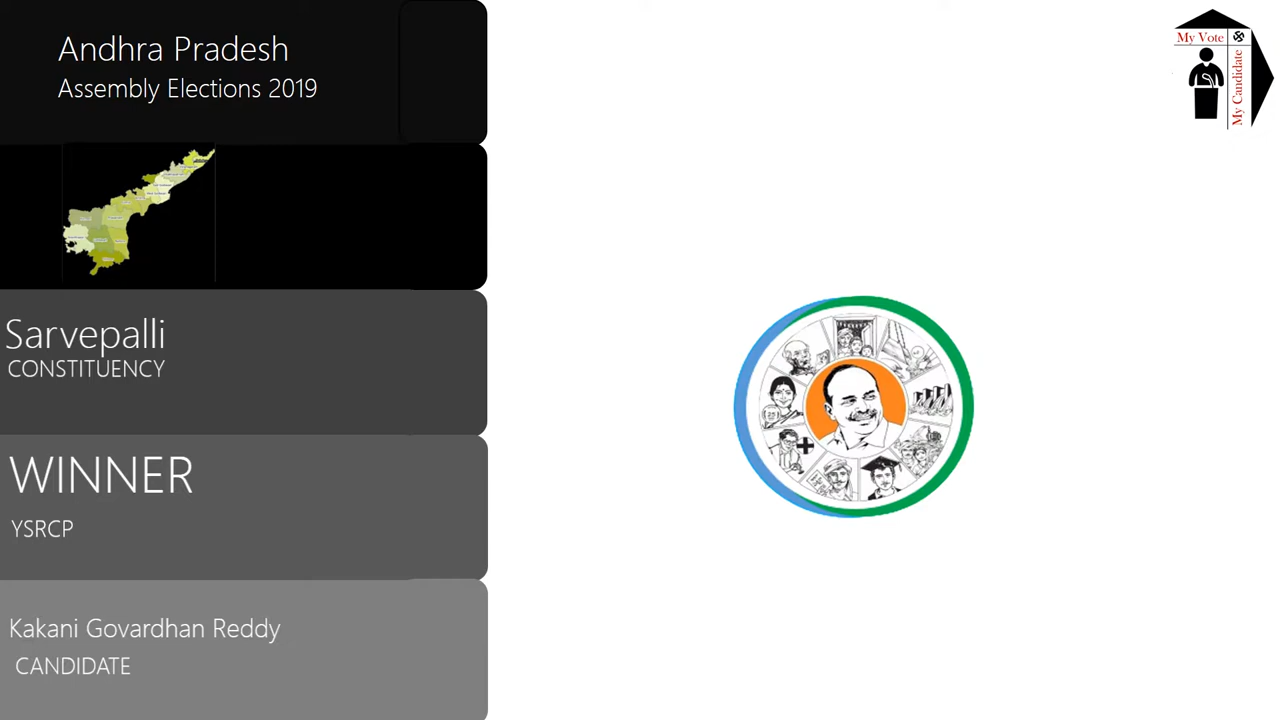 Andhra Pradesh
Assembly Elections 2019
Sarvepalli
CONSTITUENCY
WINNER
YSRCP
Kakani Govardhan Reddy
CANDIDATE
My Vote
My Candidate